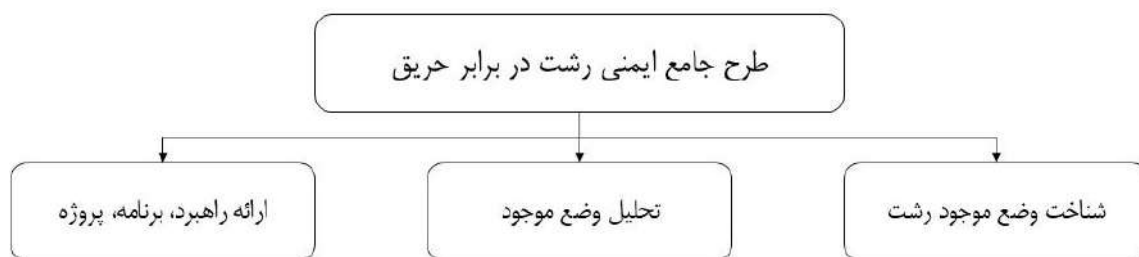 طرح جامع ایمنی رشت در برابر حریق
شناخت وضع موجود رشت
تحلیل وضع موجود
ارائه راهبرد، برنامه، پروژه